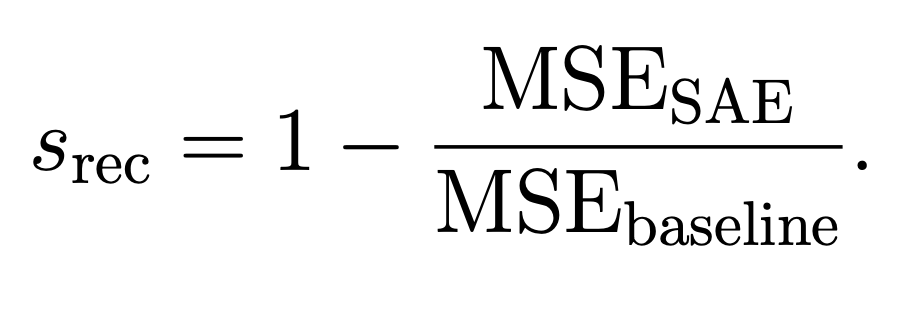 s_rec = 1 − MSE_SAE / MSE_baseline.